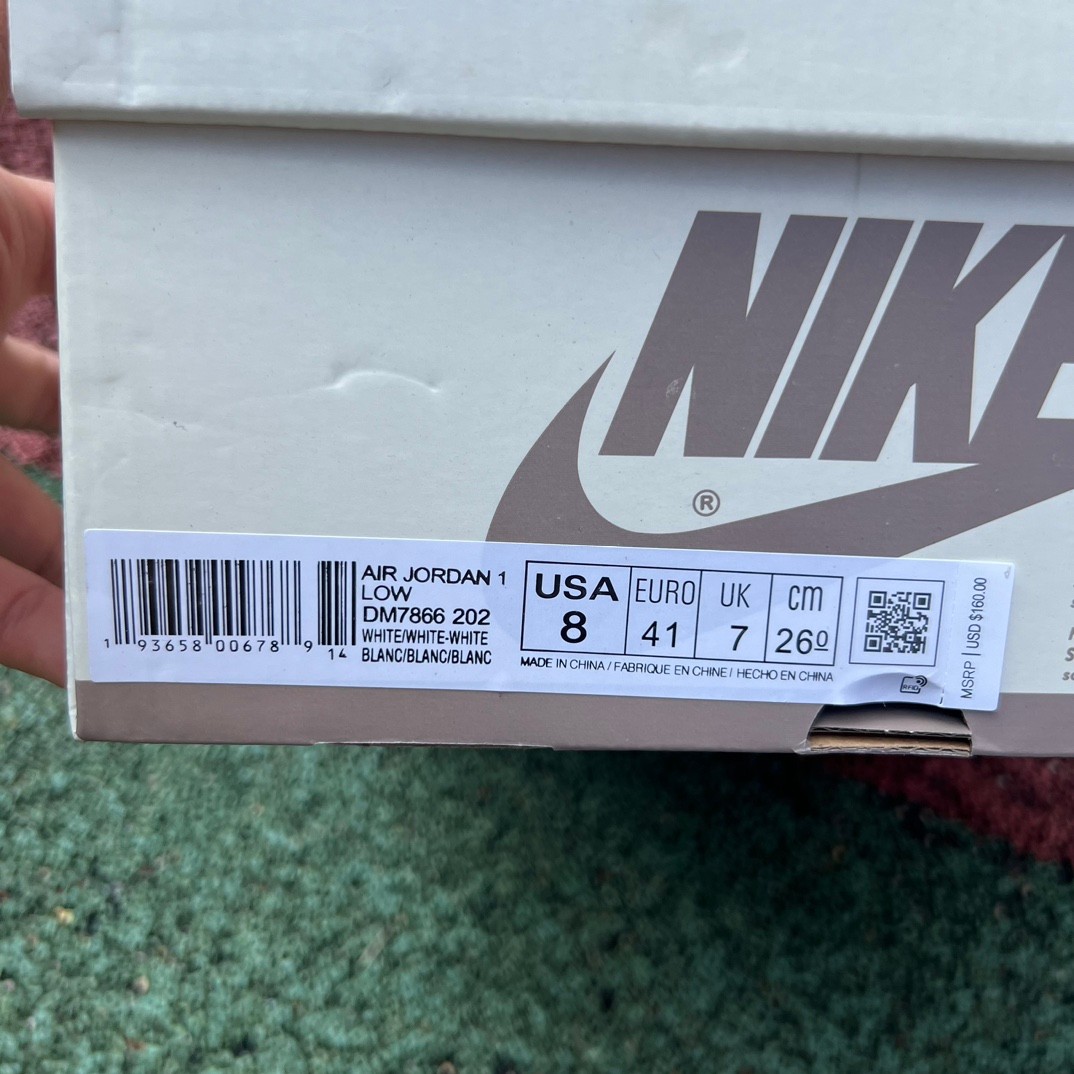 NIKE
®
AIR JORDAN 1
LOW
DM7866 202
WHITE/WHITE-WHITE
BLANC/BLANC/BLANC
1 93658 00678 9 14
USA EURO UK cm
8 41 7 26⁰
MADE IN CHINA / FABRIQUE EN CHINE / HECHO EN CHINA
RFID
MSRP | USD $160.00